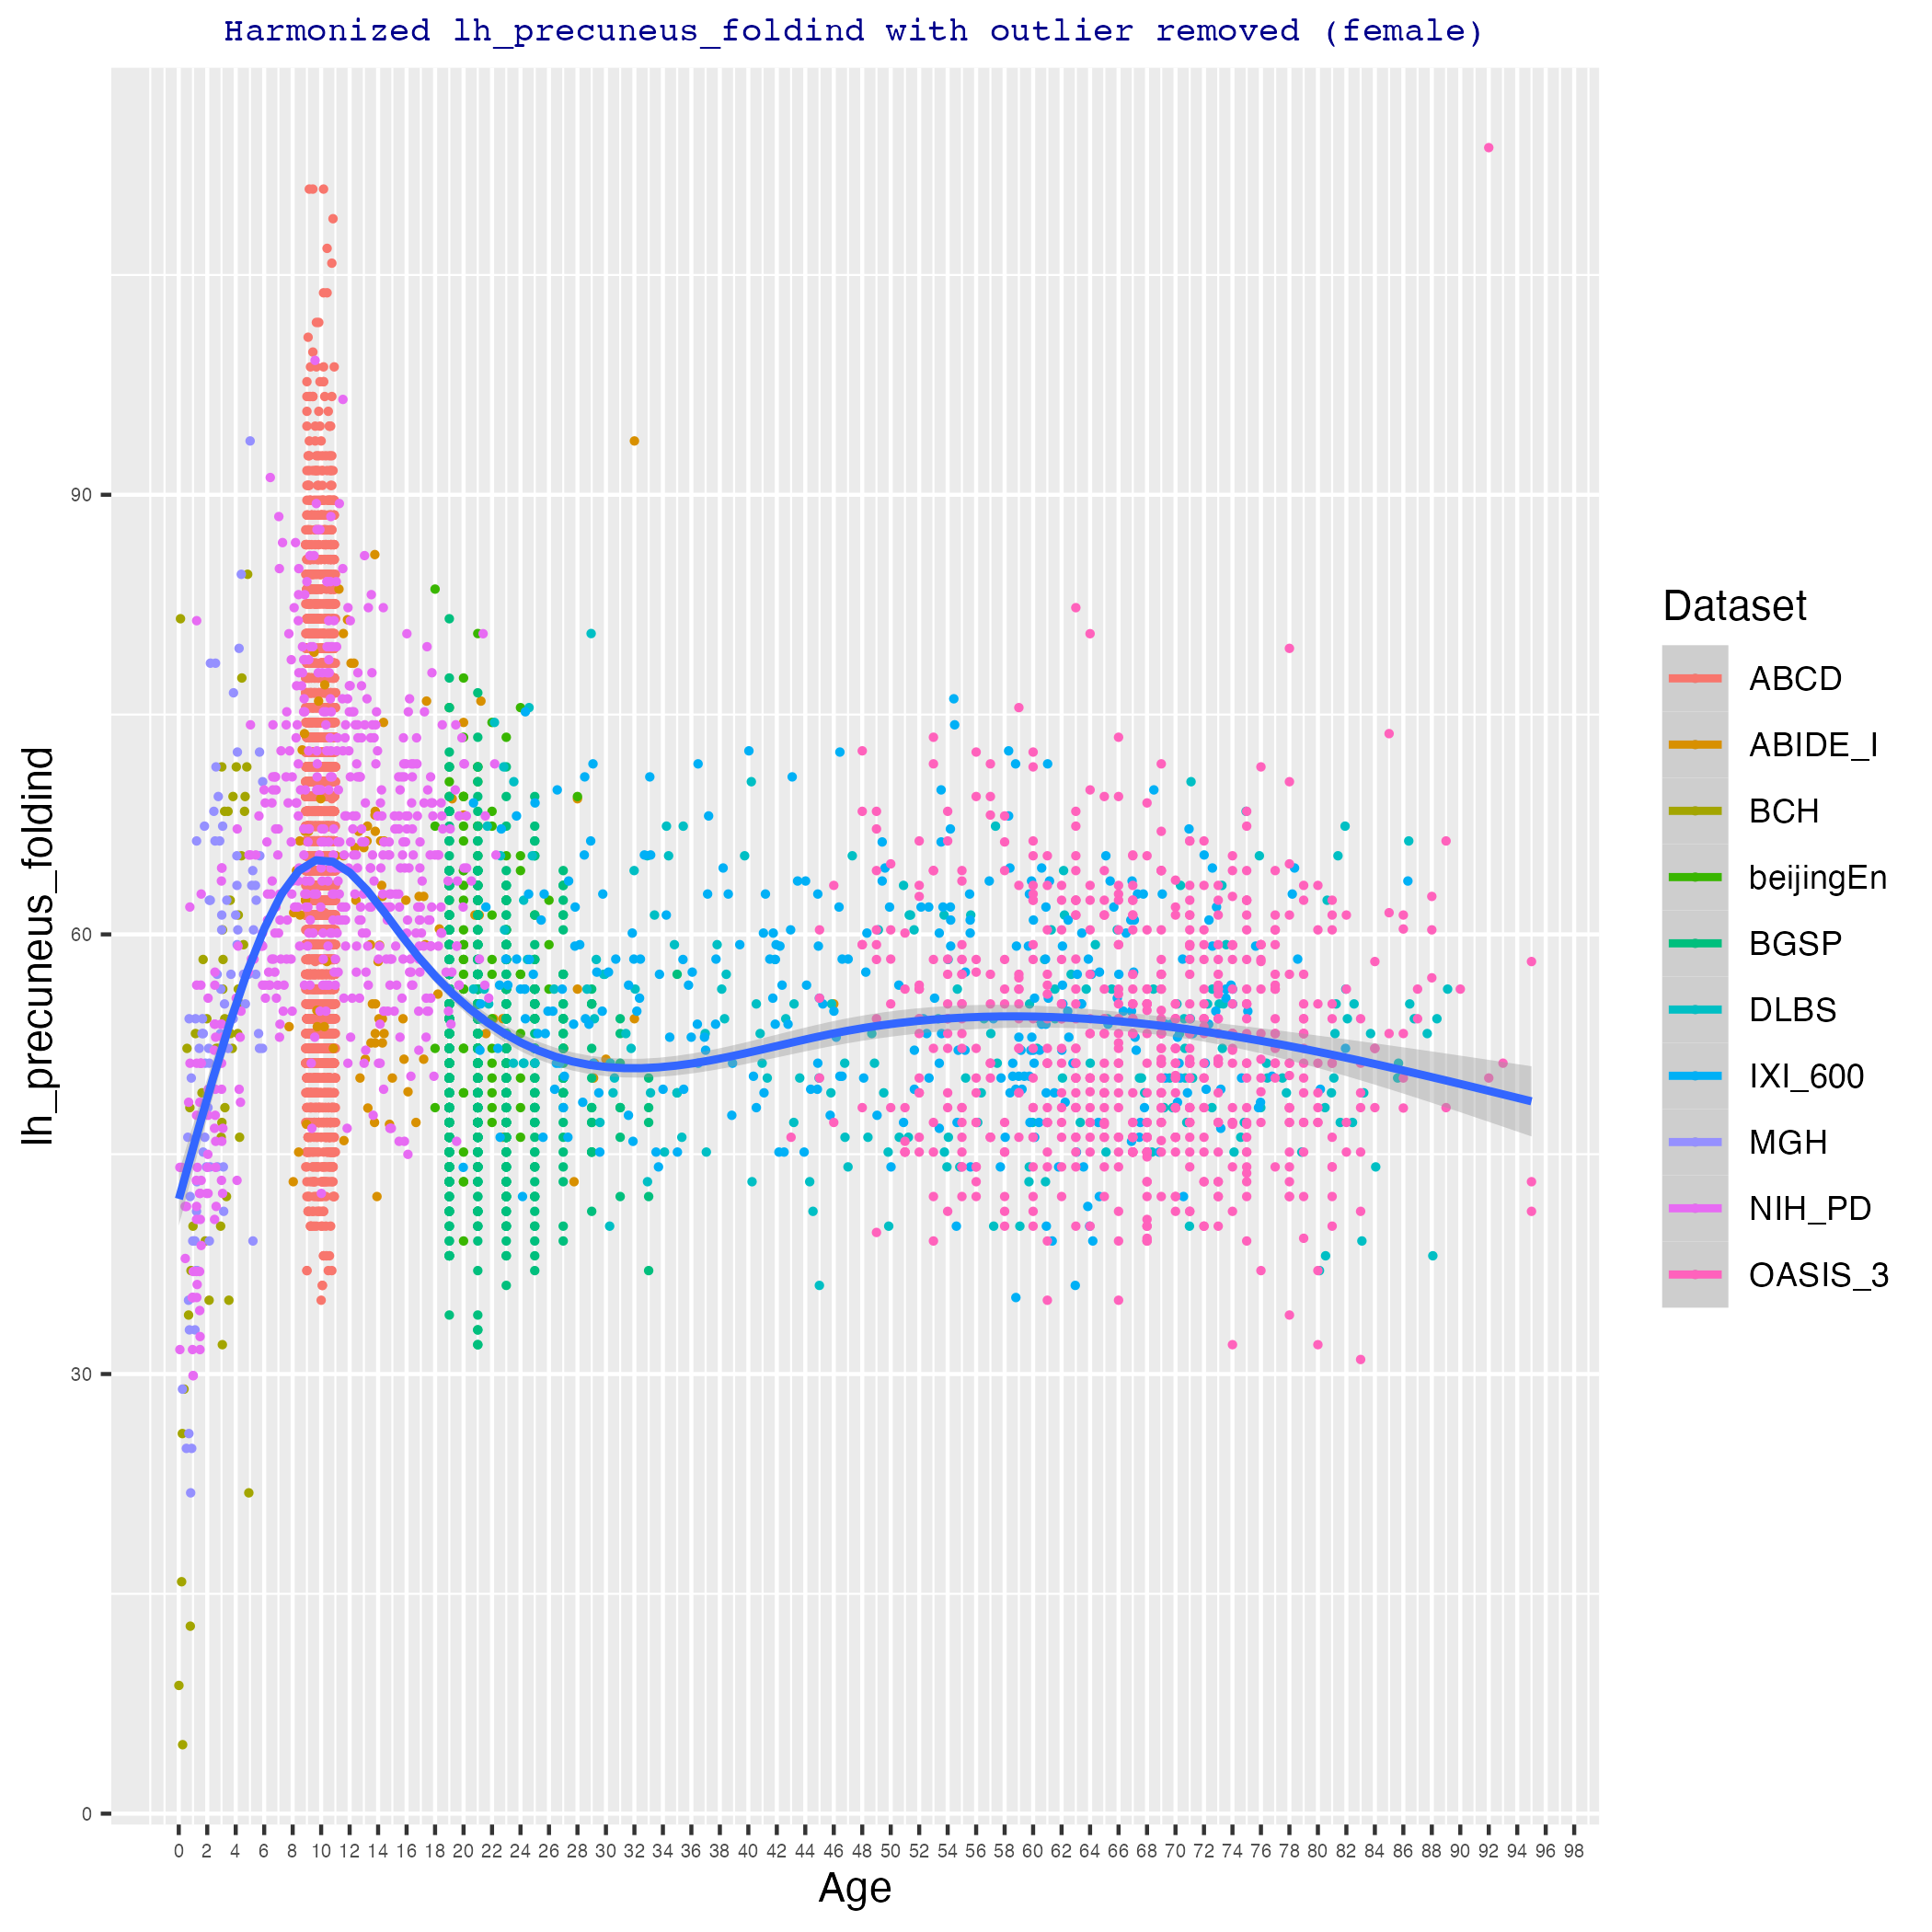 Harmonized lh_precuneus_foldind with outlier removed (female)
lh_precuneus_foldind
90
60
30
0
0 2 4 6 8 10 12 14 16 18 20 22 24 26 28 30 32 34 36 38 40 42 44 46 48 50 52 54 56 58 60 62 64 66 68 70 72 74 76 78 80 82 84 86 88 90 92 94 96 98
Age
Dataset
ABCD
ABIDE_I
BCH
beijingEn
BGSP
DLBS
IXI_600
MGH
NIH_PD
OASIS_3